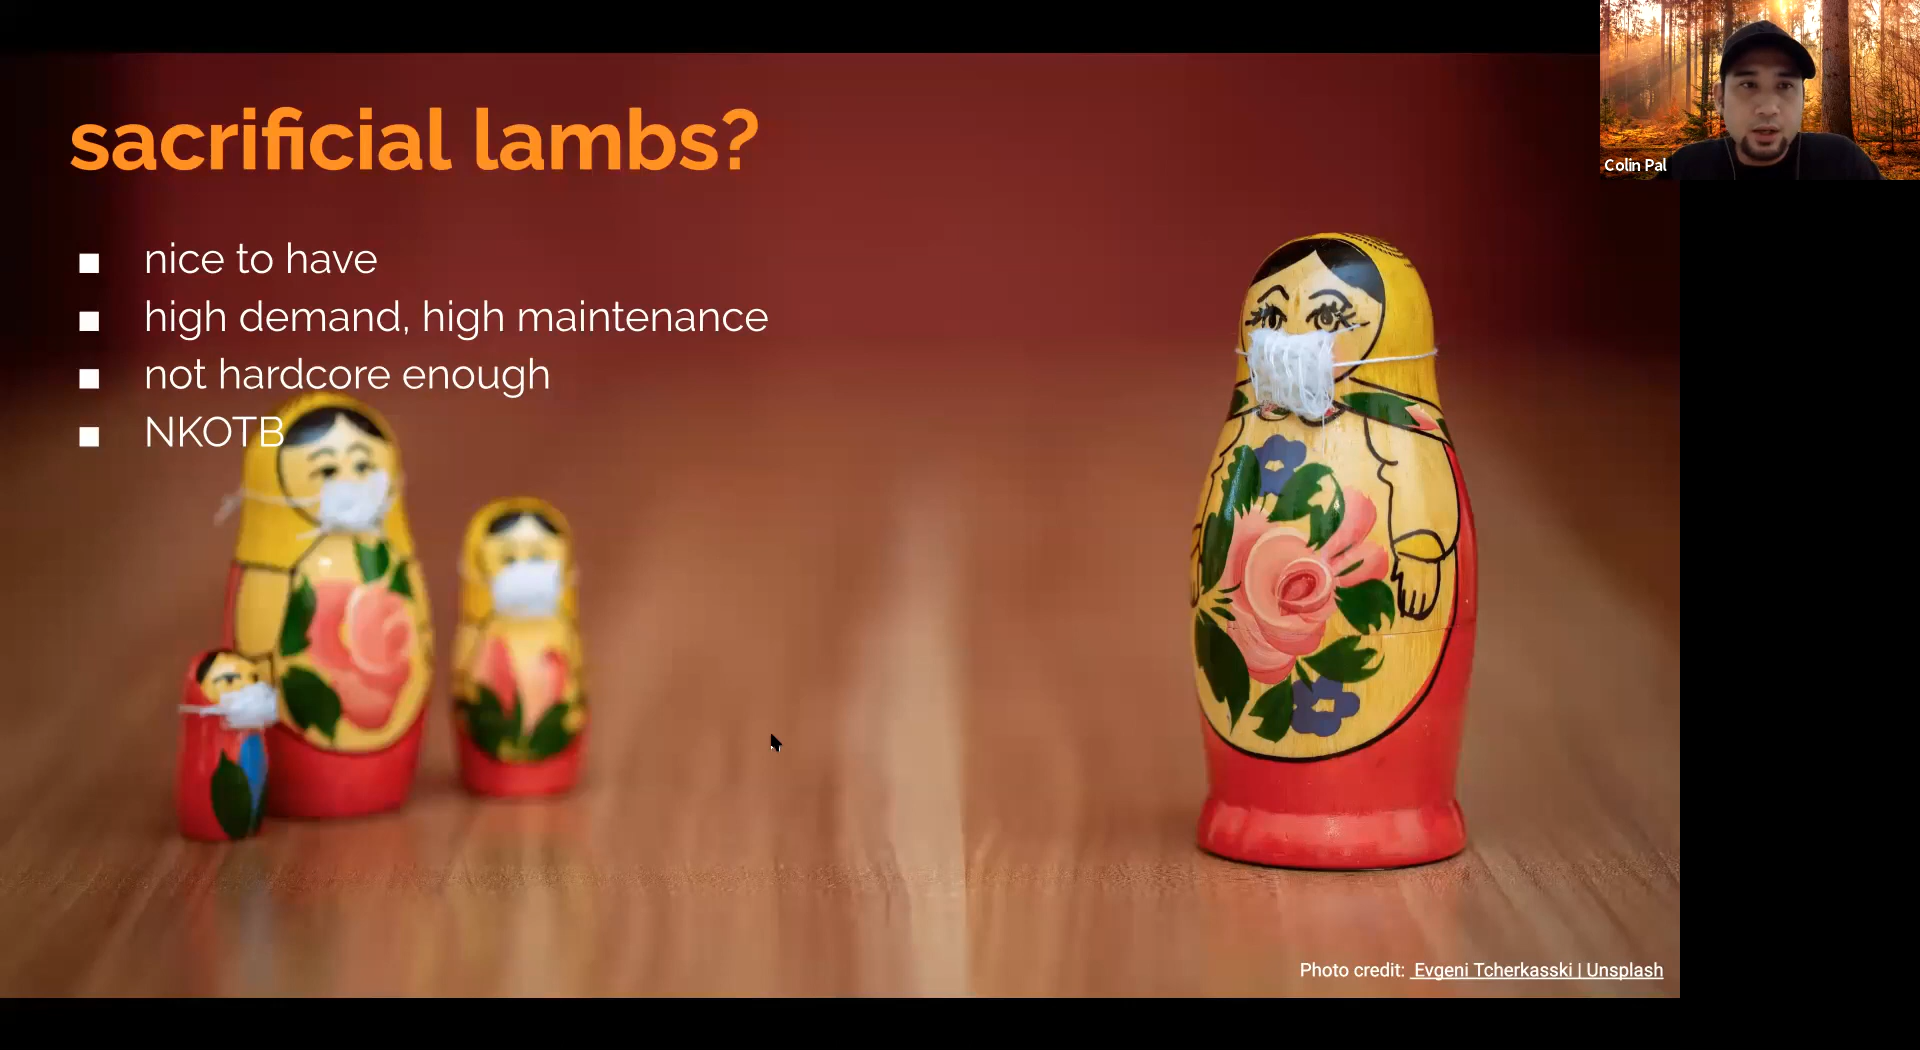 sacrificial lambs?
nice to have
high demand, high maintenance
not hardcore enough
NKOTB
Colin Pal
Photo credit: Evgeni Tcherkasski | Unsplash